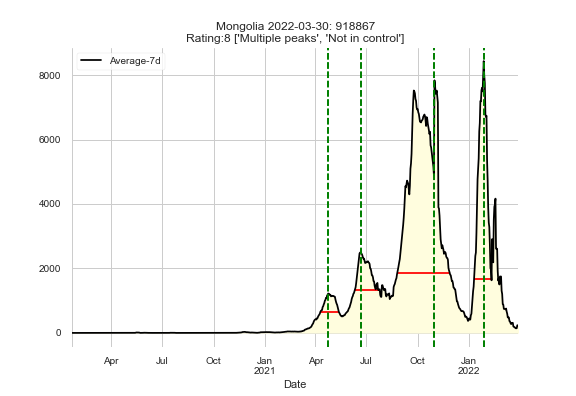 Mongolia 2022-03-30: 918867
Rating:8 ['Multiple peaks', 'Not in control']
Average-7d
8000
6000
4000
2000
0
Apr Jul Oct Jan Apr Jul Oct Jan
2021 2022
Date